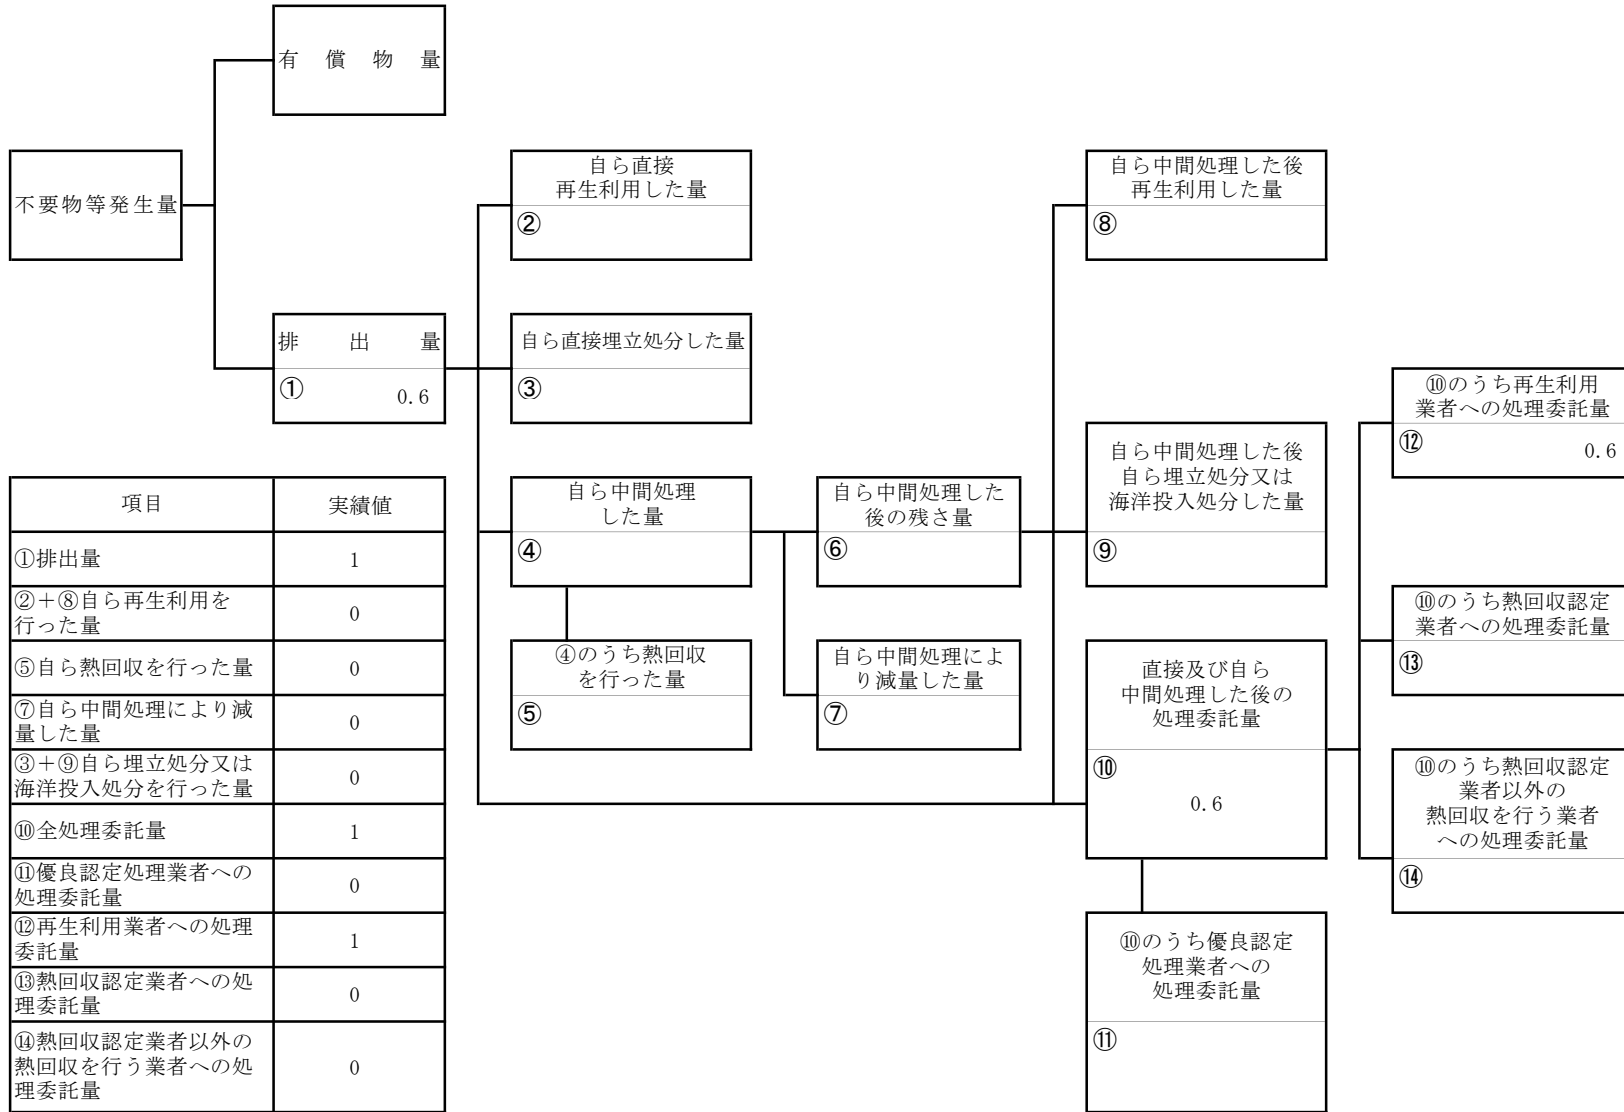 有償物量
不要物等発生量
自ら直接
再生利用した量
②
自ら中間処理した後
再生利用した量
⑧
排出量
①
0.6
自ら直接埋立処分した量
③
⑩のうち再生利用
業者への処理委託量
⑫
0.6
自ら中間処理
した量
④
自ら中間処理した
後の残さ量
⑥
自ら中間処理した後
自ら埋立処分又は
海洋投入処分した量
⑨
⑩のうち熱回収認定
業者への処理委託量
⑬
④のうち熱回収
を行った量
⑤
自ら中間処理によ
り減量した量
⑦
直接及び自ら
中間処理した後の
処理委託量
⑩
0.6
⑩のうち熱回収認定
業者以外の
熱回収を行う業者
への処理委託量
⑭
⑩のうち優良認定
処理業者への
処理委託量
⑪
項目 実績値
①排出量 1
②+⑧自ら再生利用を
行った量 0
⑤自ら熱回収を行った量 0
⑦自ら中間処理により減
量した量 0
③+⑨自ら埋立処分又は
海洋投入処分を行った量 0
⑩全処理委託量 1
⑪優良認定処理業者への
処理委託量 0
⑫再生利用業者への処理
委託量 1
⑬熱回収認定業者への処
理委託量 0
⑭熱回収認定業者以外の
熱回収を行う業者への処
理委託量 0